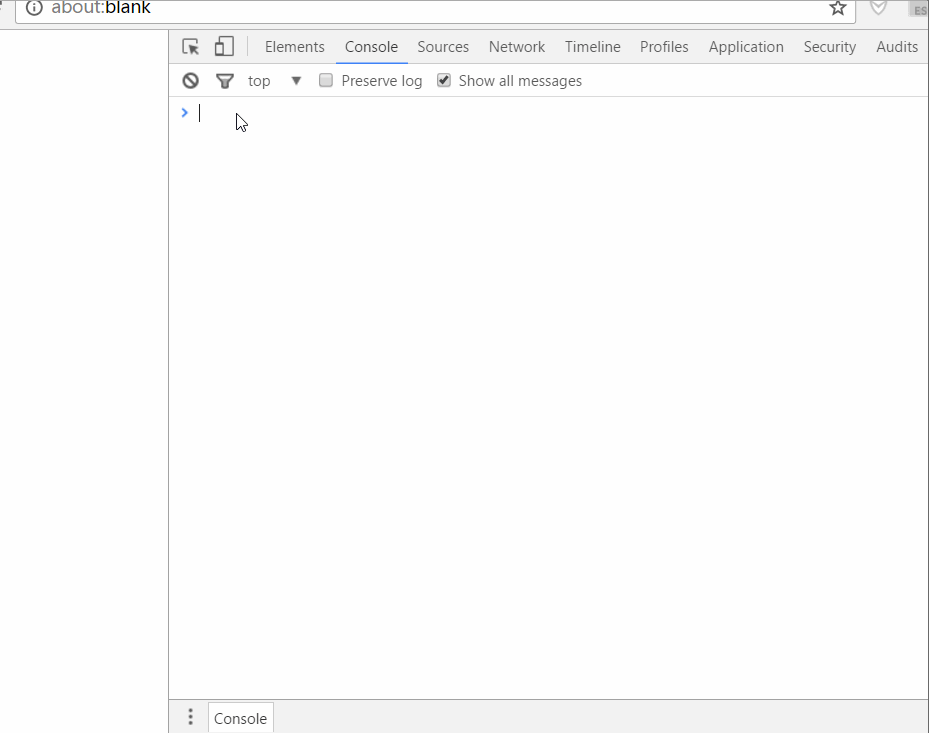 about:blank
ES
Elements Console Sources Network Timeline Profiles Application Security Audits
top ▼ Preserve log Show all messages
Console